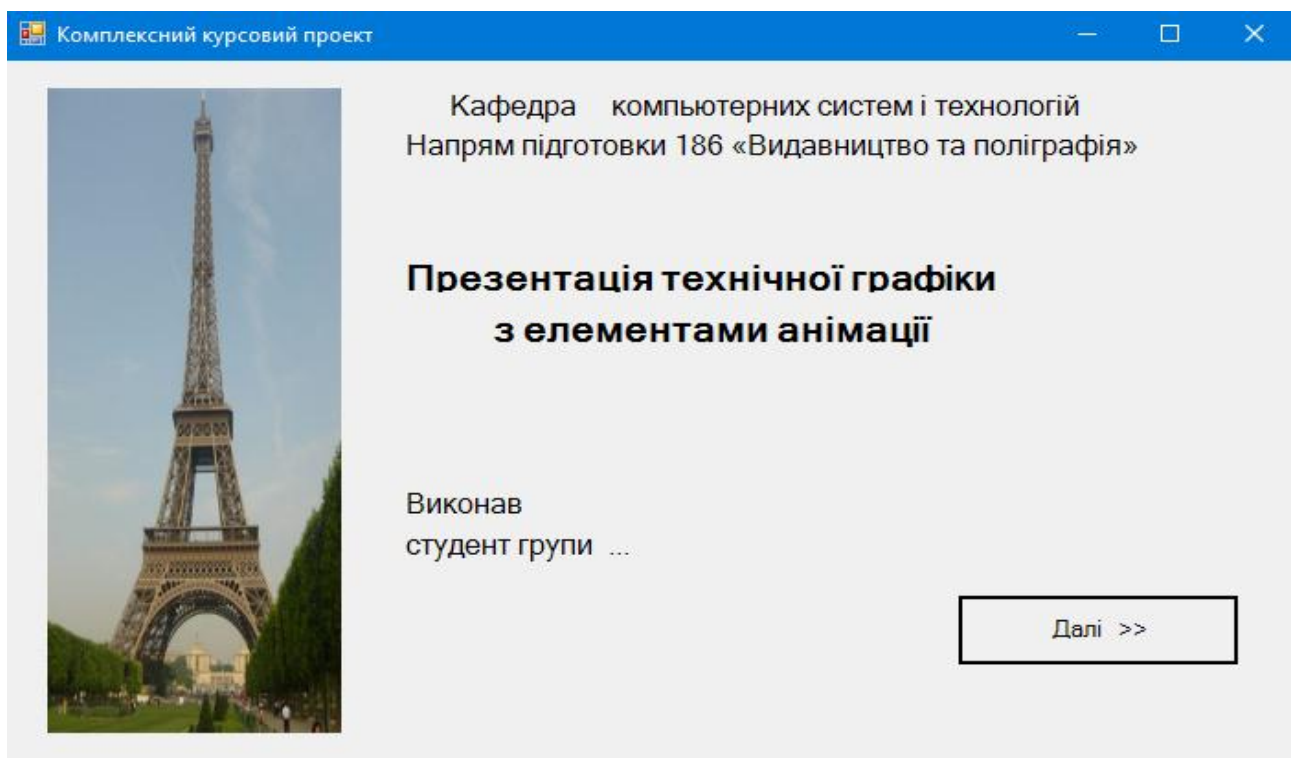 Комплексний курсовий проект
Кафедра компьютерних систем і технологій
Напрям підготовки 186 «Видавництво та поліграфія»
Презентація технічної графіки
з елементами анімації
Виконав
студент групи ...
Далі >>